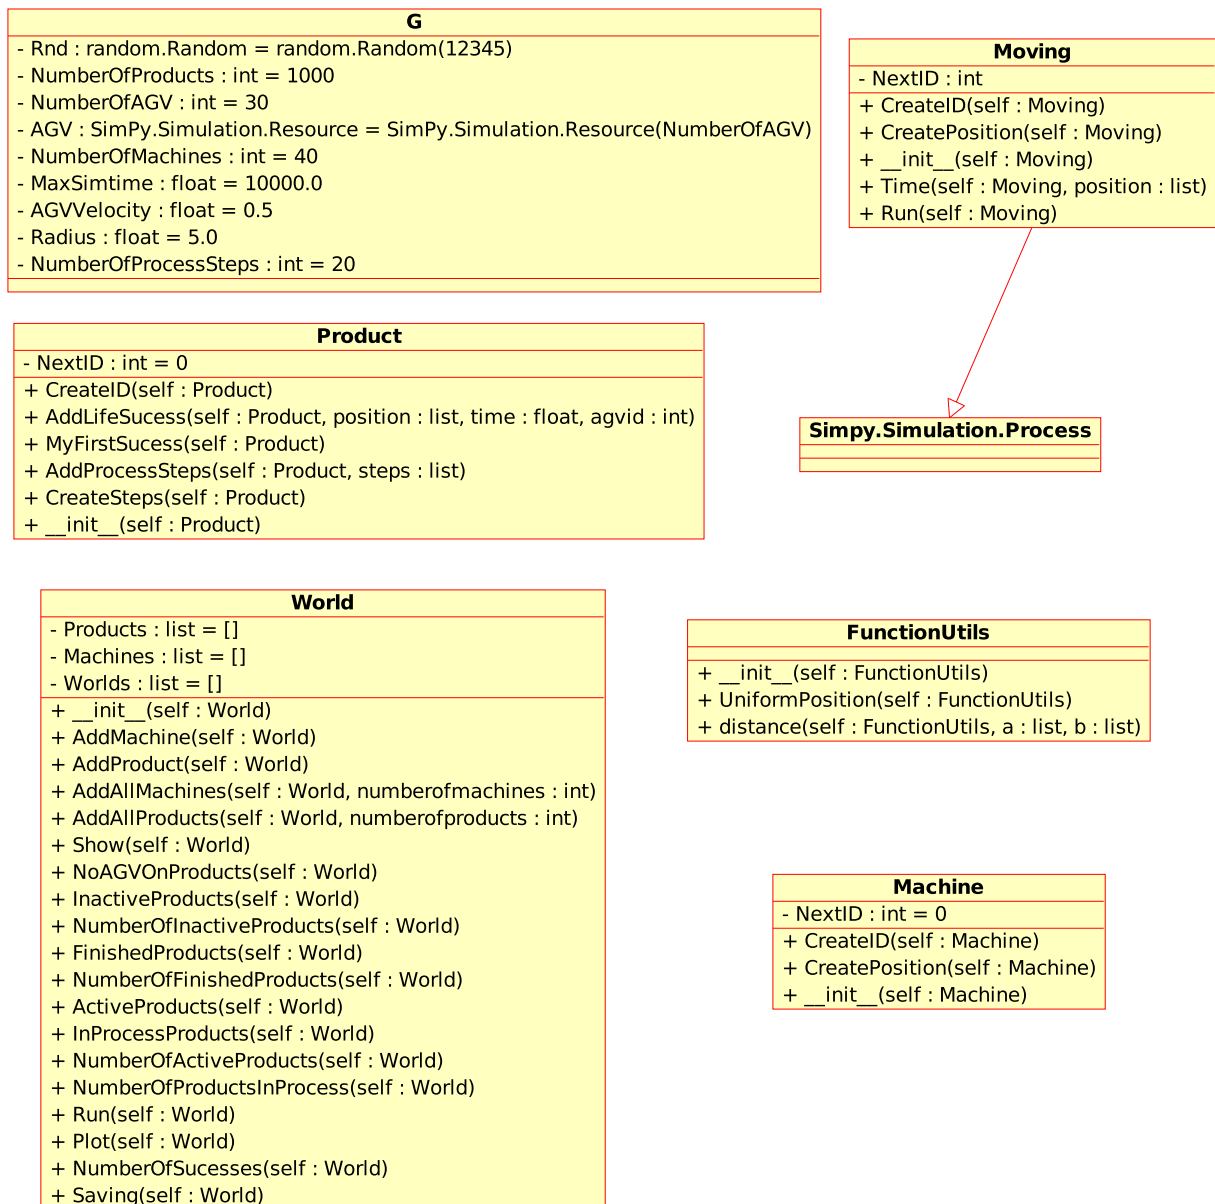 G
- Rnd : random.Random = random.Random(12345)
- NumberOfProducts : int = 1000
- NumberOfAGV : int = 30
- AGV : SimPy.Simulation.Resource = SimPy.Simulation.Resource(NumberOfAGV)
- NumberOfMachines : int = 40
- MaxSimtime : float = 10000.0
- AGVVelocity : float = 0.5
- Radius : float = 5.0
- NumberOfProcessSteps : int = 20
Moving
- NextID : int
+ CreateID(self : Moving)
+ CreatePosition(self : Moving)
+ __init__(self : Moving)
+ Time(self : Moving, position : list)
+ Run(self : Moving)
Product
- NextID : int = 0
+ CreateID(self : Product)
+ AddLifeSucess(self : Product, position : list, time : float, agvid : int)
+ MyFirstSucess(self : Product)
+ AddProcessSteps(self : Product, steps : list)
+ CreateSteps(self : Product)
+ __init__(self : Product)
Simpy.Simulation.Process
World
- Products : list = []
- Machines : list = []
- Worlds : list = []
+ __init__(self : World)
+ AddMachine(self : World)
+ AddProduct(self : World)
+ AddAllMachines(self : World, numberofmachines : int)
+ AddAllProducts(self : World, numberofproducts : int)
+ Show(self : World)
+ NoAGVOnProducts(self : World)
+ InactiveProducts(self : World)
+ NumberOfInactiveProducts(self : World)
+ FinishedProducts(self : World)
+ NumberOfFinishedProducts(self : World)
+ ActiveProducts(self : World)
+ InProcessProducts(self : World)
+ NumberOfActiveProducts(self : World)
+ NumberOfProductsInProcess(self : World)
+ Run(self : World)
+ Plot(self : World)
+ NumberOfSucesses(self : World)
+ Saving(self : World)
FunctionUtils
+ __init__(self : FunctionUtils)
+ UniformPosition(self : FunctionUtils)
+ distance(self : FunctionUtils, a : list, b : list)
Machine
- NextID : int = 0
+ CreateID(self : Machine)
+ CreatePosition(self : Machine)
+ __init__(self : Machine)